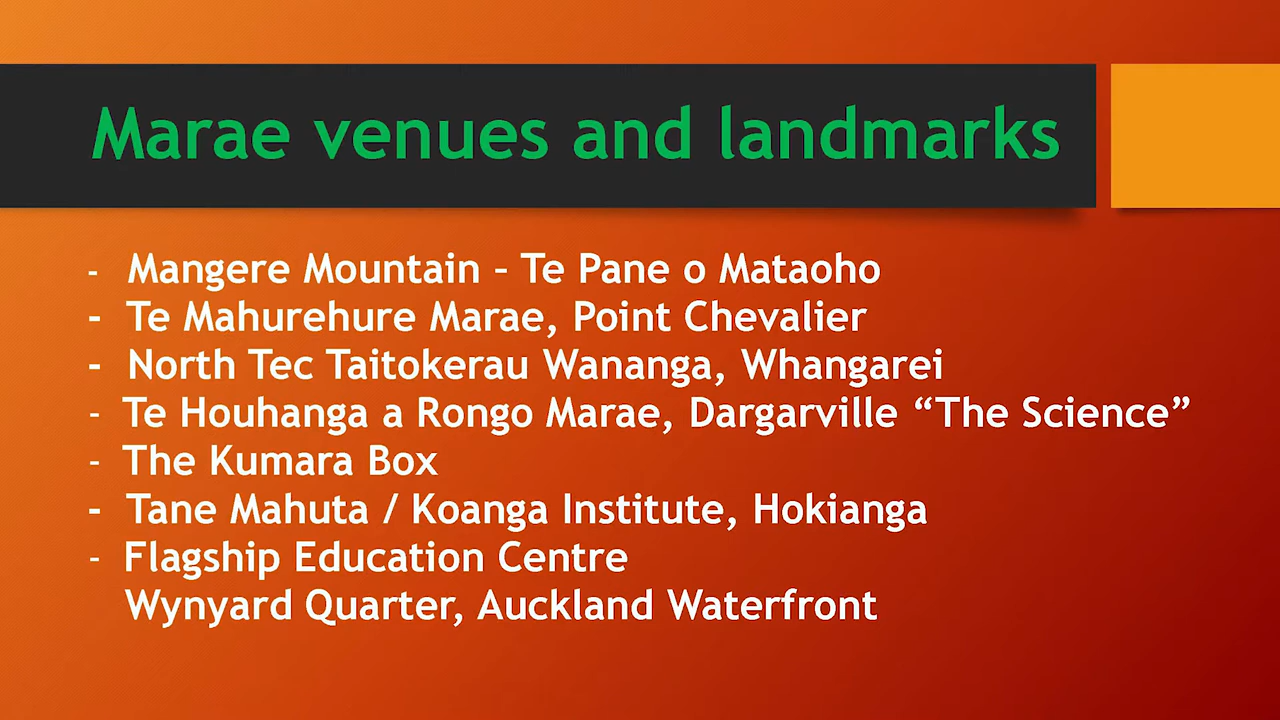 Marae venues and landmarks
- Mangere Mountain – Te Pane o Mataoho
- Te Mahurehure Marae, Point Chevalier
- North Tec Taitokerau Wananga, Whangarei
- Te Houhanga a Rongo Marae, Dargarville “The Science”
- The Kumara Box
- Tane Mahuta / Koanga Institute, Hokianga
- Flagship Education Centre
Wynyard Quarter, Auckland Waterfront